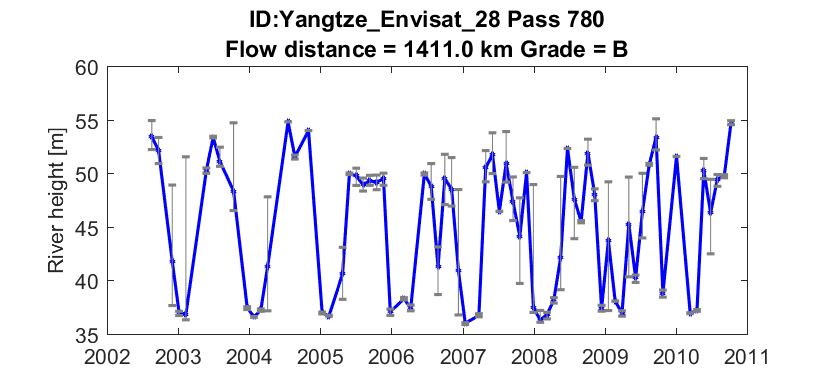 ID:Yangtze_Envisat_28 Pass 780
Flow distance = 1411.0 km Grade = B
River height [m]
60
55
50
45
40
35
2002 2003 2004 2005 2006 2007 2008 2009 2010 2011